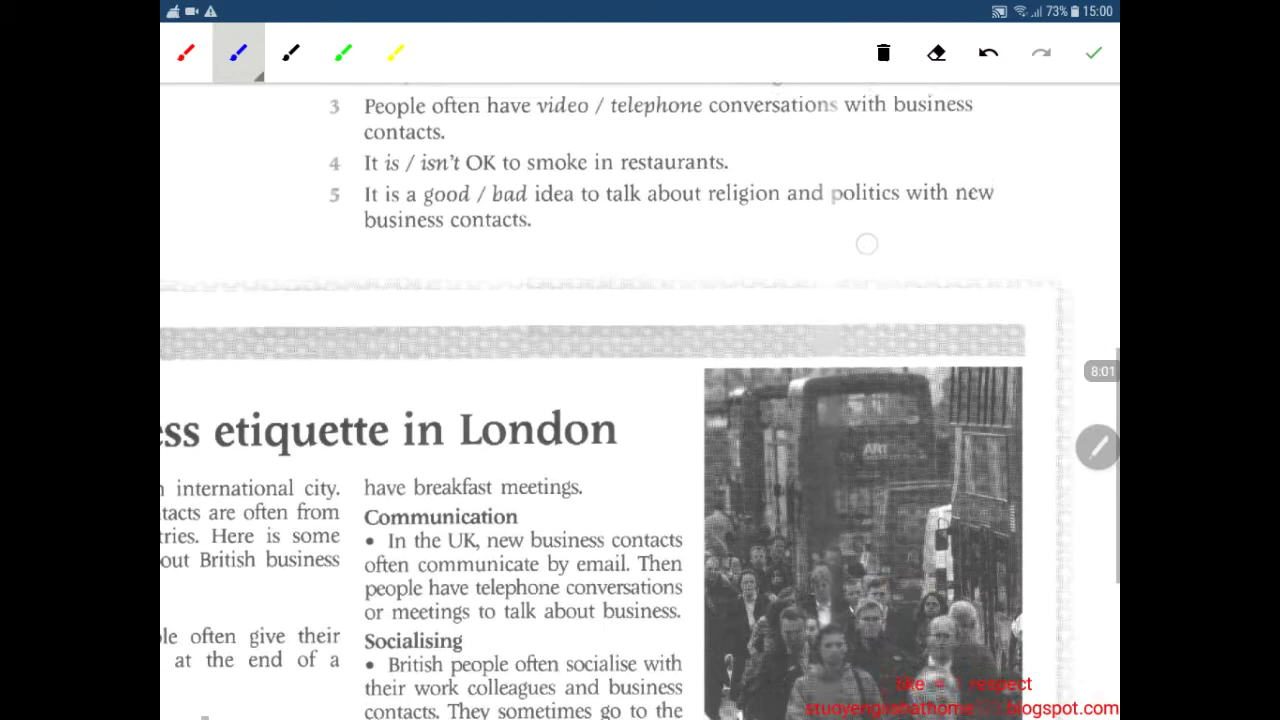 73% 15:00
3 People often have video / telephone conversations with business
contacts.
4 It is / isn't OK to smoke in restaurants.
5 It is a good / bad idea to talk about religion and politics with new
business contacts.
8:01
ess etiquette in London
n international city.
tacts are often from
tries. Here is some
out British business
le often give their
at the end of a
have breakfast meetings.
Communication
• In the UK, new business contacts
often communicate by email. Then
people have telephone conversations
or meetings to talk about business.
Socialising
• British people often socialise with
their work colleagues and business
contacts. They sometimes go to the
ART
like + 1 respect